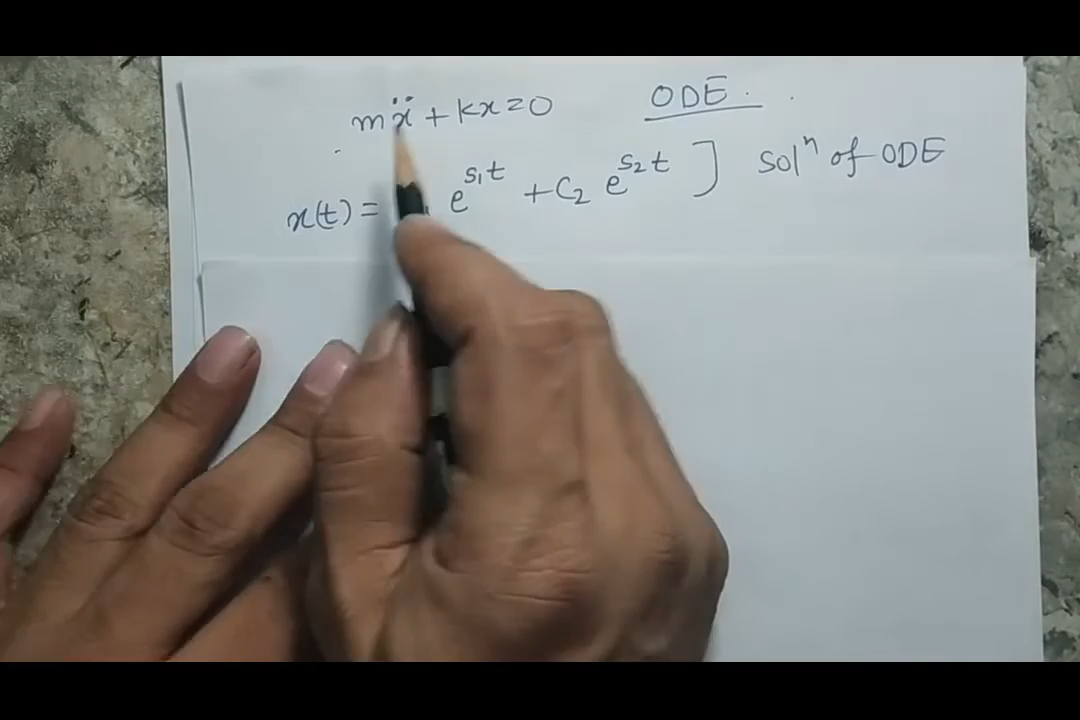 mẍ + kx = 0 ODE.
x(t) = e^{s₁t} + C₂ e^{s₂t} ] solⁿ of ODE